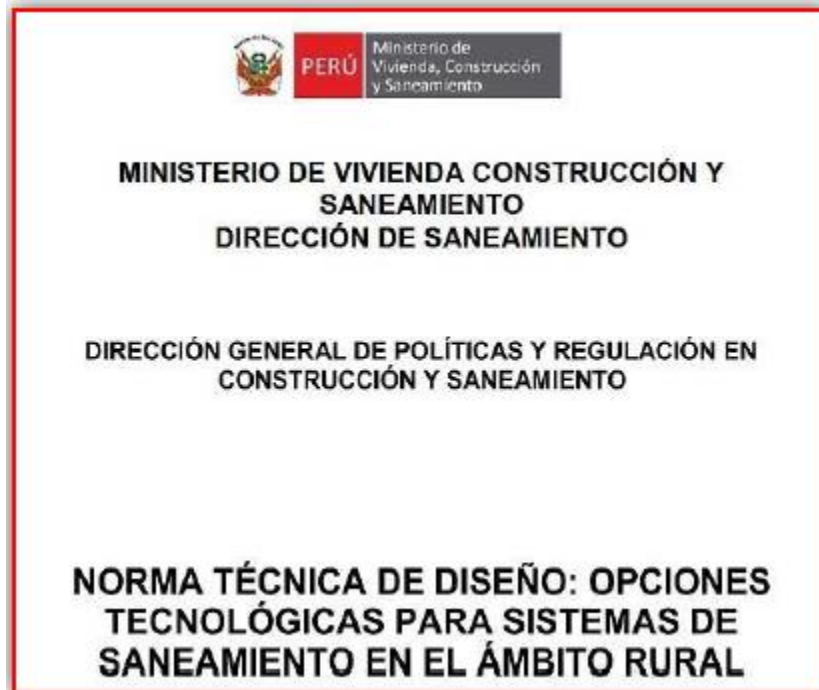 PERÚ
Ministerio de
Vivienda, Construcción
y Saneamiento
MINISTERIO DE VIVIENDA CONSTRUCCIÓN Y
SANEAMIENTO
DIRECCIÓN DE SANEAMIENTO
DIRECCIÓN GENERAL DE POLÍTICAS Y REGULACIÓN EN
CONSTRUCCIÓN Y SANEAMIENTO
NORMA TÉCNICA DE DISEÑO: OPCIONES
TECNOLÓGICAS PARA SISTEMAS DE
SANEAMIENTO EN EL ÁMBITO RURAL